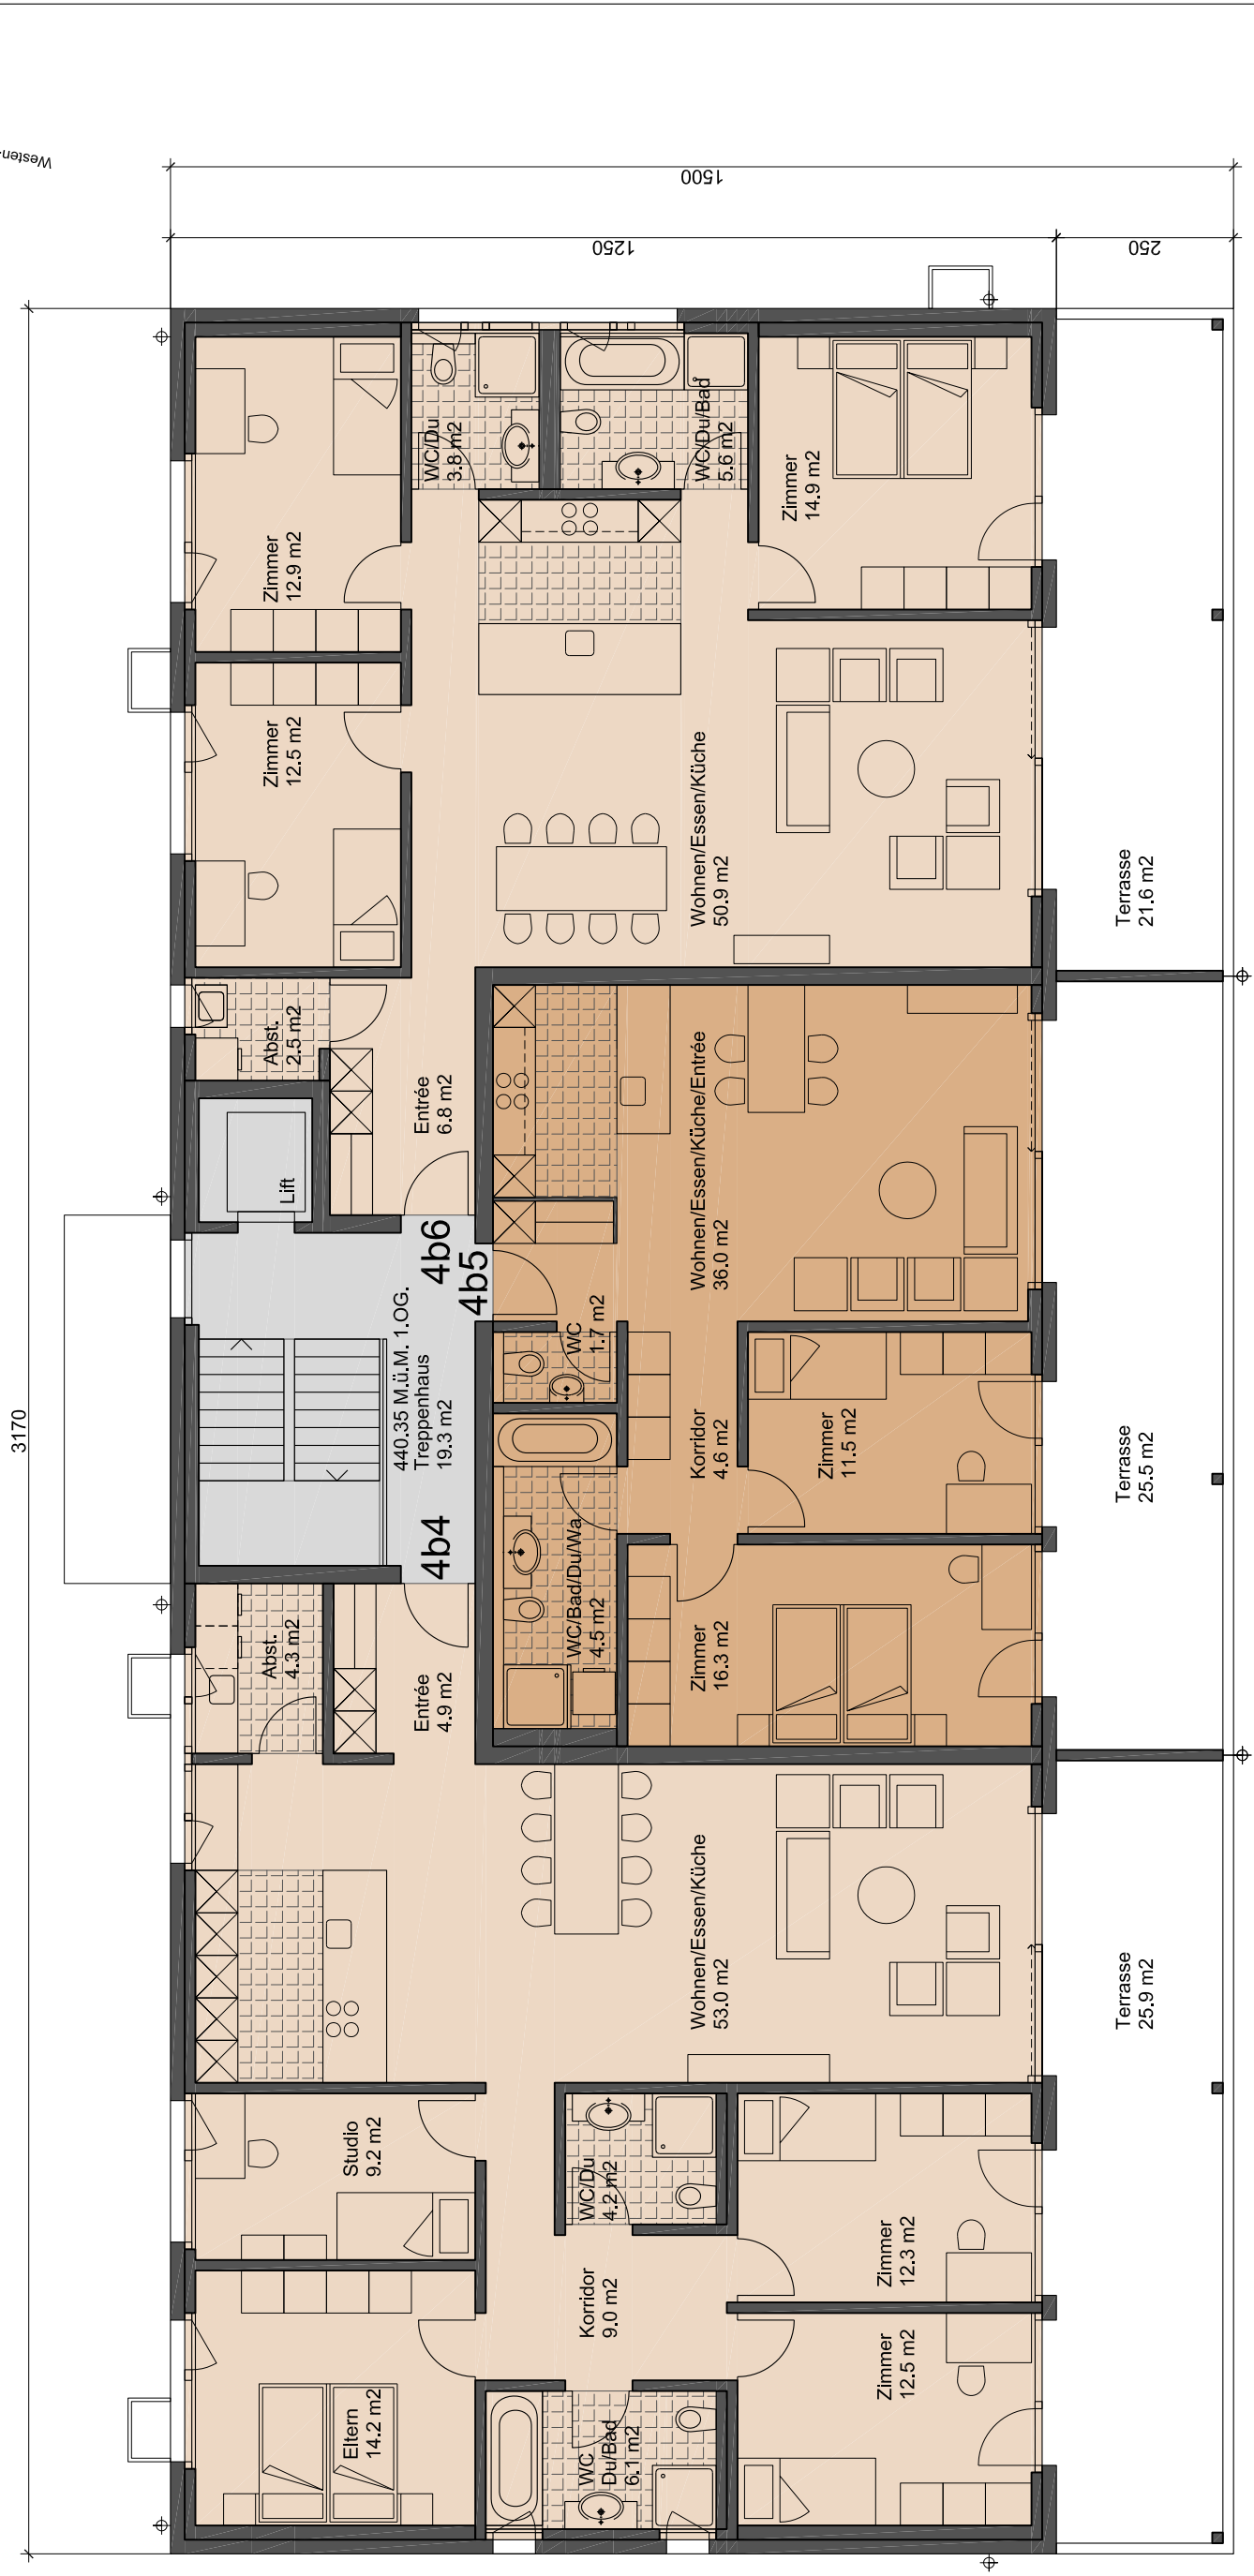 Westen-
1500
1250
250
3170
WC/Du
3.8 m2
WC/Du/Bad
5.6 m2
Zimmer
14.9 m2
Zimmer
12.9 m2
Zimmer
12.5 m2
Wohnen/Essen/Küche
50.9 m2
Terrasse
21.6 m2
Abst.
2.5 m2
Entrée
6.8 m2
Lift
4b6
4b5
4b4
440.35 M.ü.M. 1.OG.
Treppenhaus
19.3 m2
Wohnen/Essen/Küche/Entrée
36.0 m2
WC
1.7 m2
Korridor
4.6 m2
Zimmer
11.5 m2
Terrasse
25.5 m2
WC/Bad/Du/Wa
4.5 m2
Zimmer
16.3 m2
Abst.
4.3 m2
Entrée
4.9 m2
Wohnen/Essen/Küche
53.0 m2
Terrasse
25.9 m2
Studio
9.2 m2
WC/Du
4.2 m2
Korridor
9.0 m2
Zimmer
12.3 m2
Zimmer
12.5 m2
Eltern
14.2 m2
WC
Du/Bad
6.1 m2